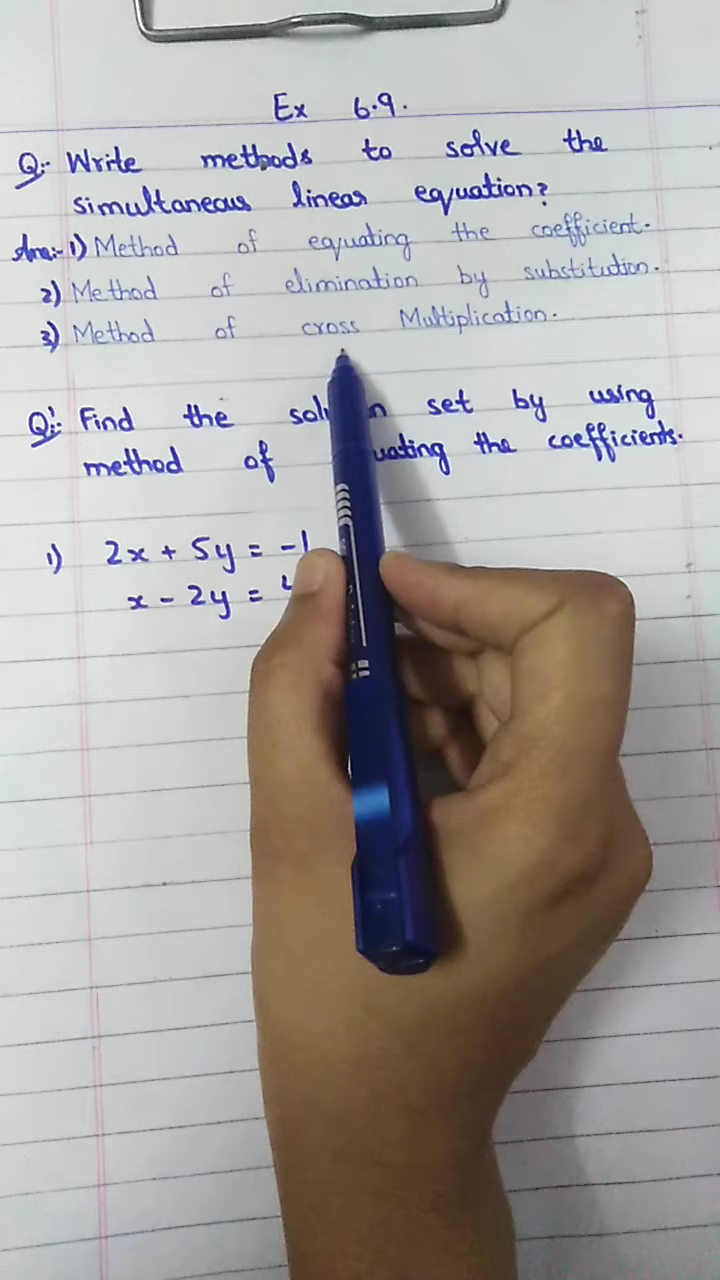 Ex 6.9.
Q:- Write methods to solve the
simultaneous linear equation?
Ans:- 1) Method of equating the coefficient.
2) Method of elimination by substitution.
3) Method of cross Multiplication.
Q1:- Find the set by using
method of the coefficients.
1) 2x + 5y = -1
x - 2y =